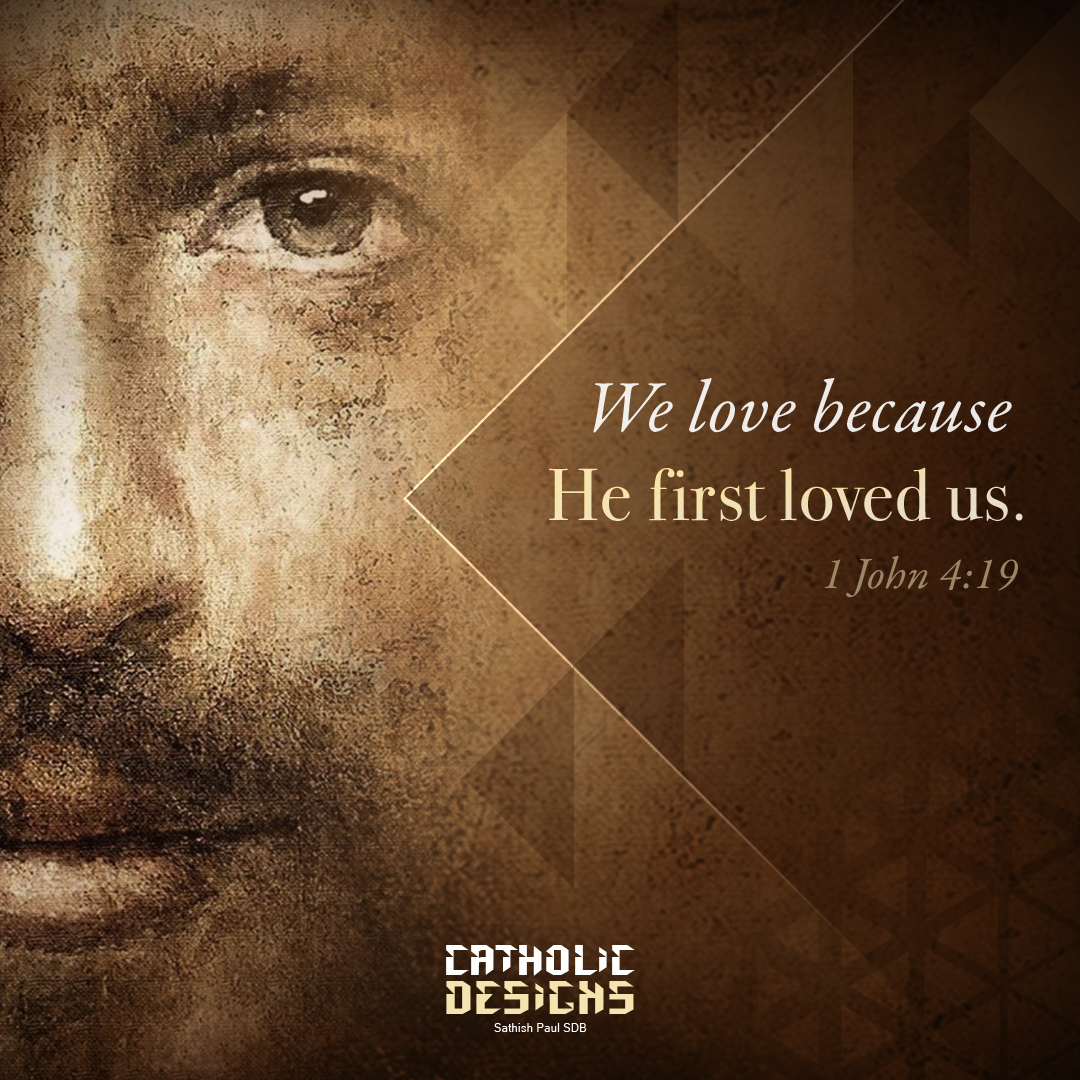 We love because
He first loved us.
1 John 4:19
CATHOLIC
DESIGNS
Sathish Paul SDB